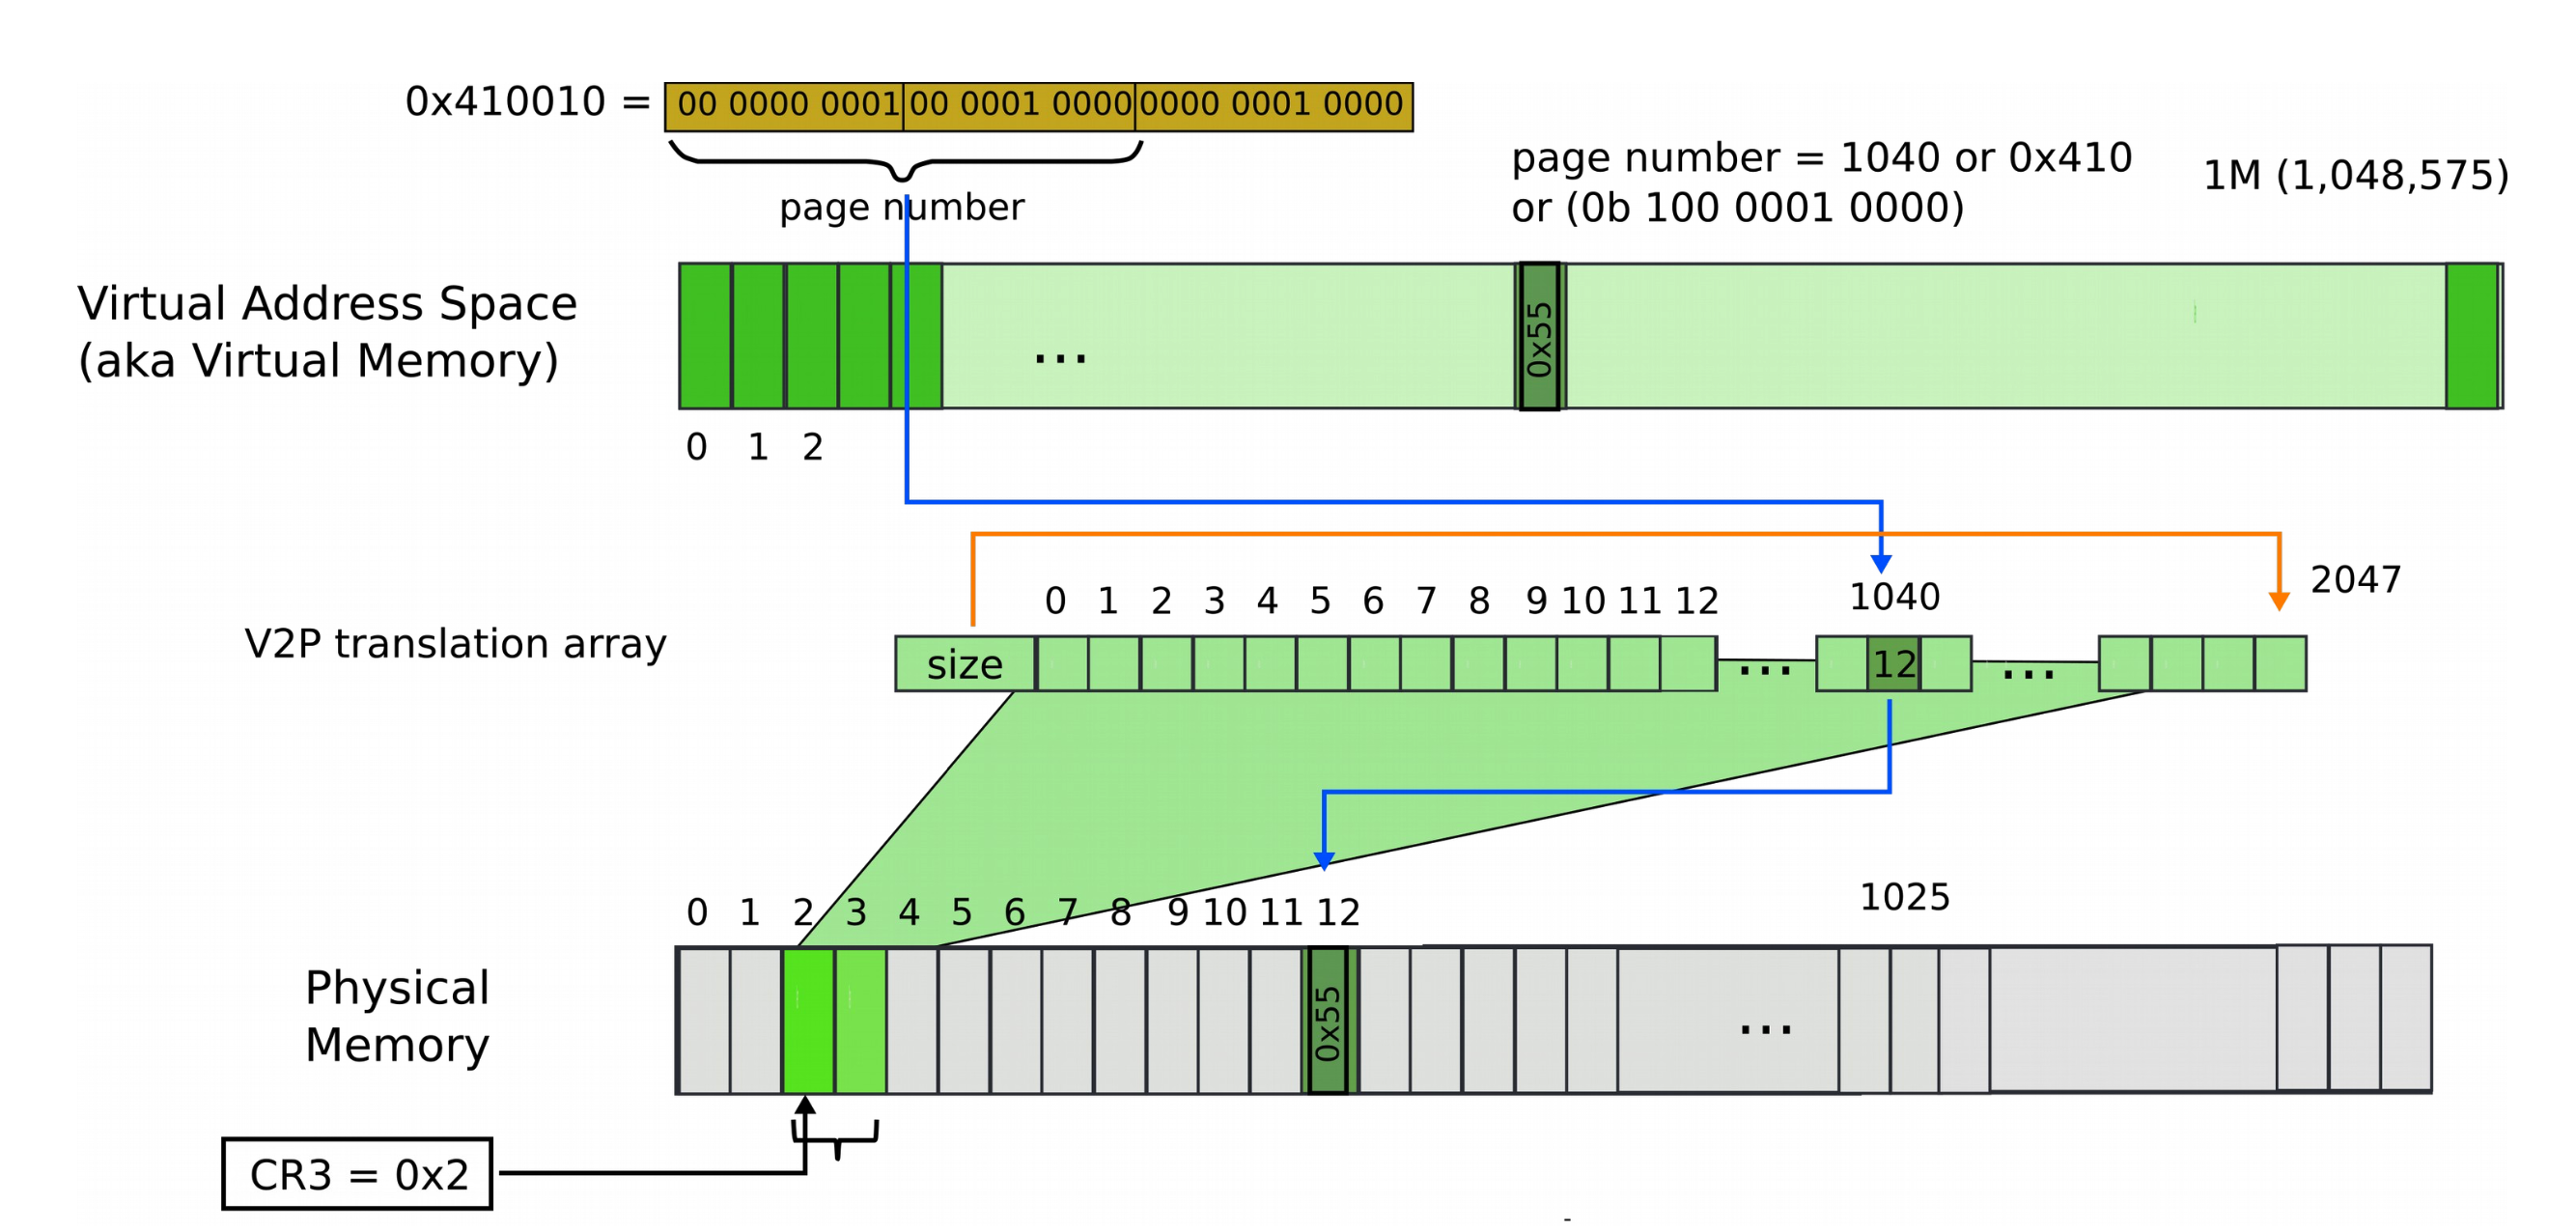 0x410010 = 00 0000 0001 00 0001 0000 0000 0001 0000
page number = 1040 or 0x410
or (0b 100 0001 0000)
1M (1,048,575)
page number
Virtual Address Space
(aka Virtual Memory)
...
0x55
0 1 2
0 1 2 3 4 5 6 7 8 9 10 11 12 1040 2047
V2P translation array
size ... 12 ...
0 1 2 3 4 5 6 7 8 9 10 11 12 1025
Physical
Memory
0x55
...
CR3 = 0x2